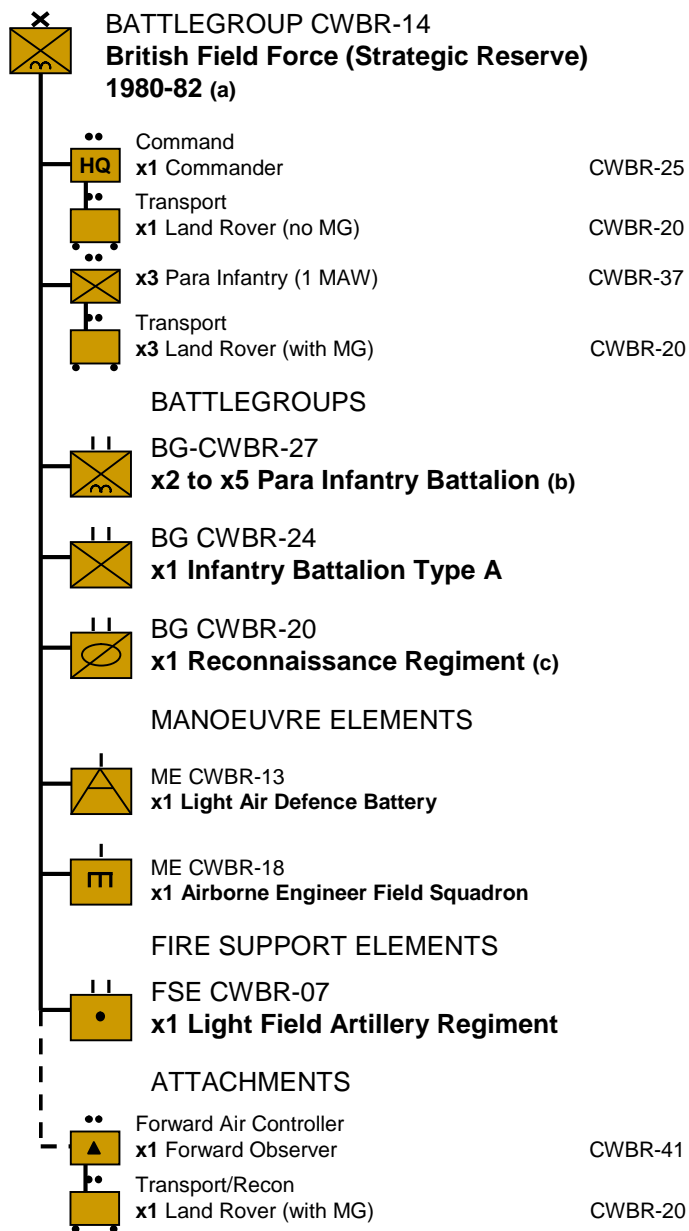 BATTLEGROUP CWBR-14
British Field Force (Strategic Reserve)
1980-82 (a)
Command
HQ x1 Commander CWBR-25
Transport
x1 Land Rover (no MG) CWBR-20
x3 Para Infantry (1 MAW) CWBR-37
Transport
x3 Land Rover (with MG) CWBR-20
BATTLEGROUPS
BG-CWBR-27
x2 to x5 Para Infantry Battalion (b)
BG CWBR-24
x1 Infantry Battalion Type A
BG CWBR-20
x1 Reconnaissance Regiment (c)
MANOEUVRE ELEMENTS
ME CWBR-13
x1 Light Air Defence Battery
ME CWBR-18
x1 Airborne Engineer Field Squadron
FIRE SUPPORT ELEMENTS
FSE CWBR-07
x1 Light Field Artillery Regiment
ATTACHMENTS
Forward Air Controller
x1 Forward Observer CWBR-41
Transport/Recon
x1 Land Rover (with MG) CWBR-20